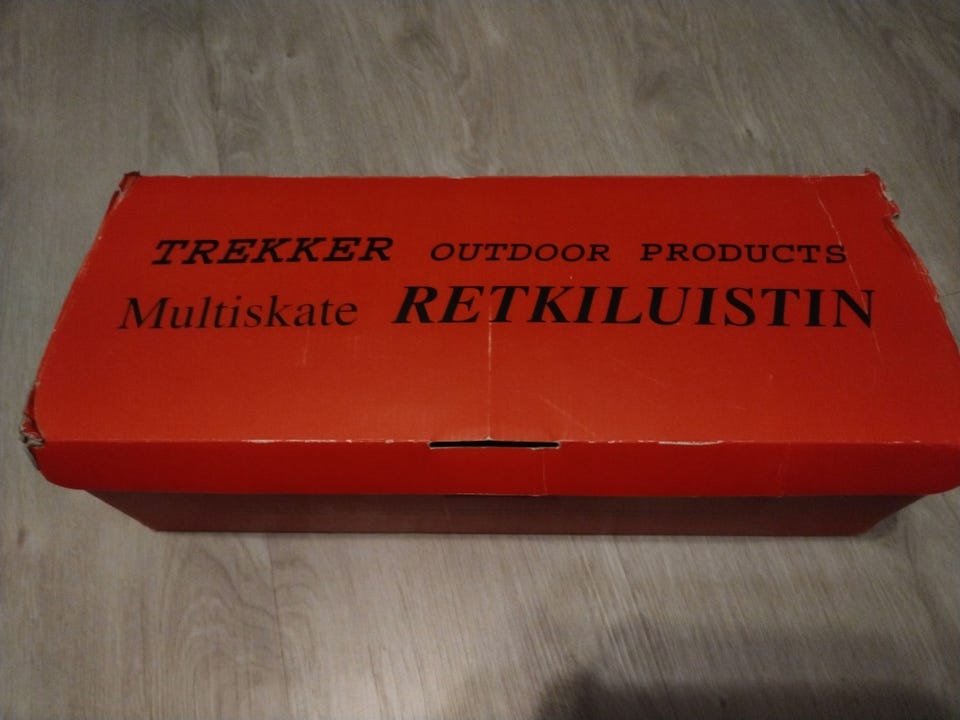 TREKKER OUTDOOR PRODUCTS
Multiskate RETKILUISTIN